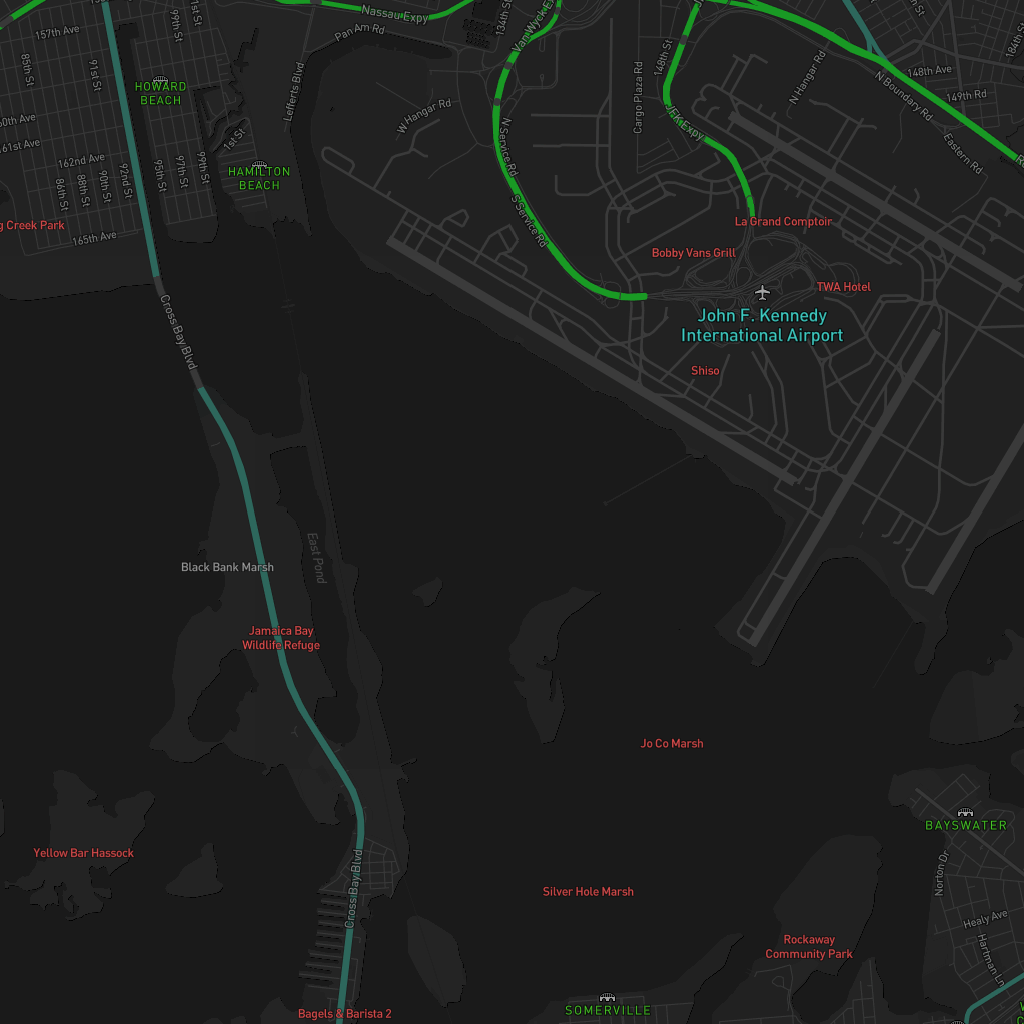 Nassau Expy
134th St
Van Wyck E
99th St
157th Ave
Pan Am Rd
85th St
91st St
148th St
184th St
148th Ave
N Boundary Rd
149th Rd
N Hangar Rd
Cargo Plaza Rd
Lefferts Blvd
HOWARD
BEACH
W Hangar Rd
JFK Expy
60th Ave
161st Ave
1st St
N Service Rd
Eastern Rd
162nd Ave
95th St
97th St
99th St
86th St
88th St
90th St
92nd St
HAMILTON
BEACH
S Service Rd
g Creek Park
165th Ave
La Grand Comptoir
Bobby Vans Grill
TWA Hotel
John F. Kennedy
International Airport
Cross Bay Blvd
Shiso
East Pond
Black Bank Marsh
Jamaica Bay
Wildlife Refuge
Jo Co Marsh
BAYSWATER
Yellow Bar Hassock
Norton Dr
Cross Bay Blvd
Silver Hole Marsh
Healy Ave
Rockaway
Community Park
Hartman Ln
SOMERVILLE
Bagels & Barista 2